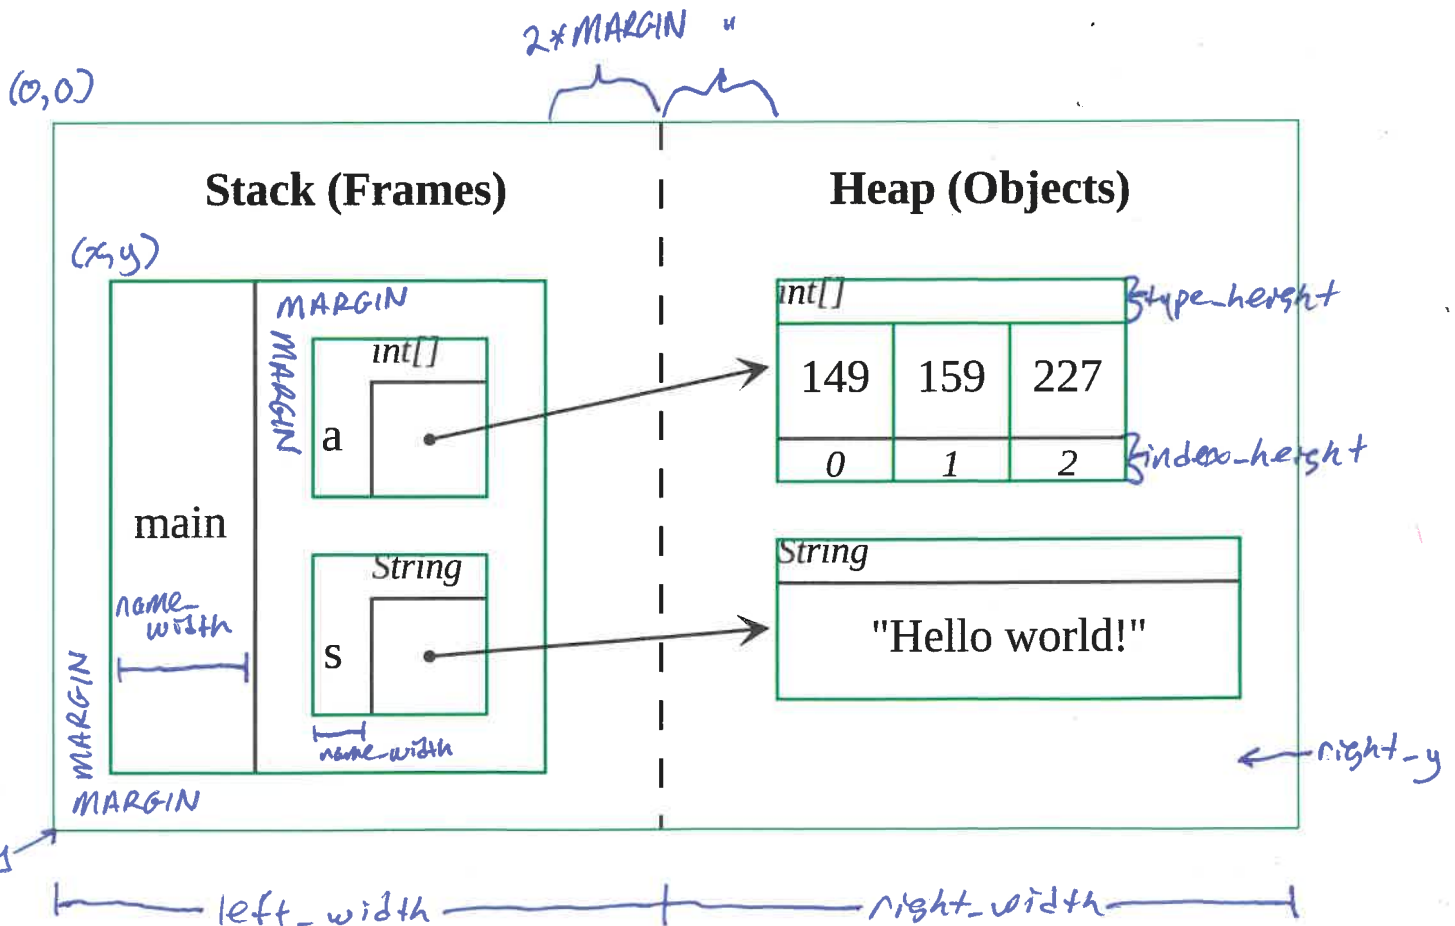 2*MARGIN "
(0,0)
Stack (Frames)
Heap (Objects)
(x,y)
MARGIN
MARGIN
int[]
a
main
name_
width
String
s
name_width
MARGIN
MARGIN
int[]
type_height
149 159 227
0 1 2
index_height
String
"Hello world!"
right_y
left_width
right_width